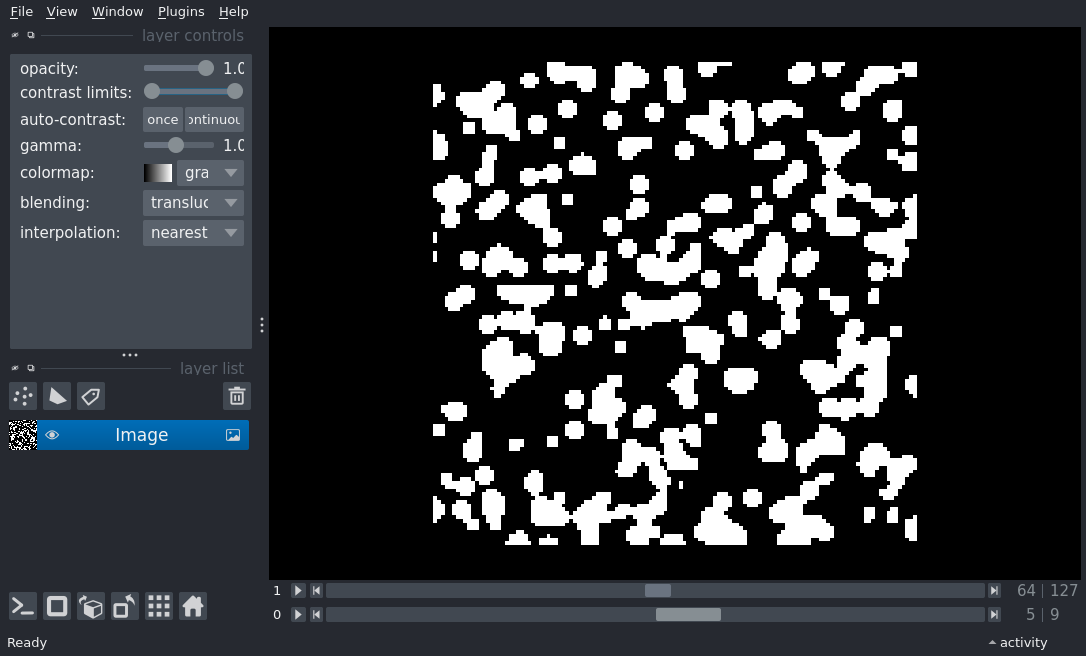 File View Window Plugins Help
layer controls
opacity: 1.0
contrast limits:
auto-contrast: once ontinuou
gamma: 1.0
colormap: gra
blending: transluc
interpolation: nearest
layer list
Image
1 64 | 127
0 5 | 9
Ready activity